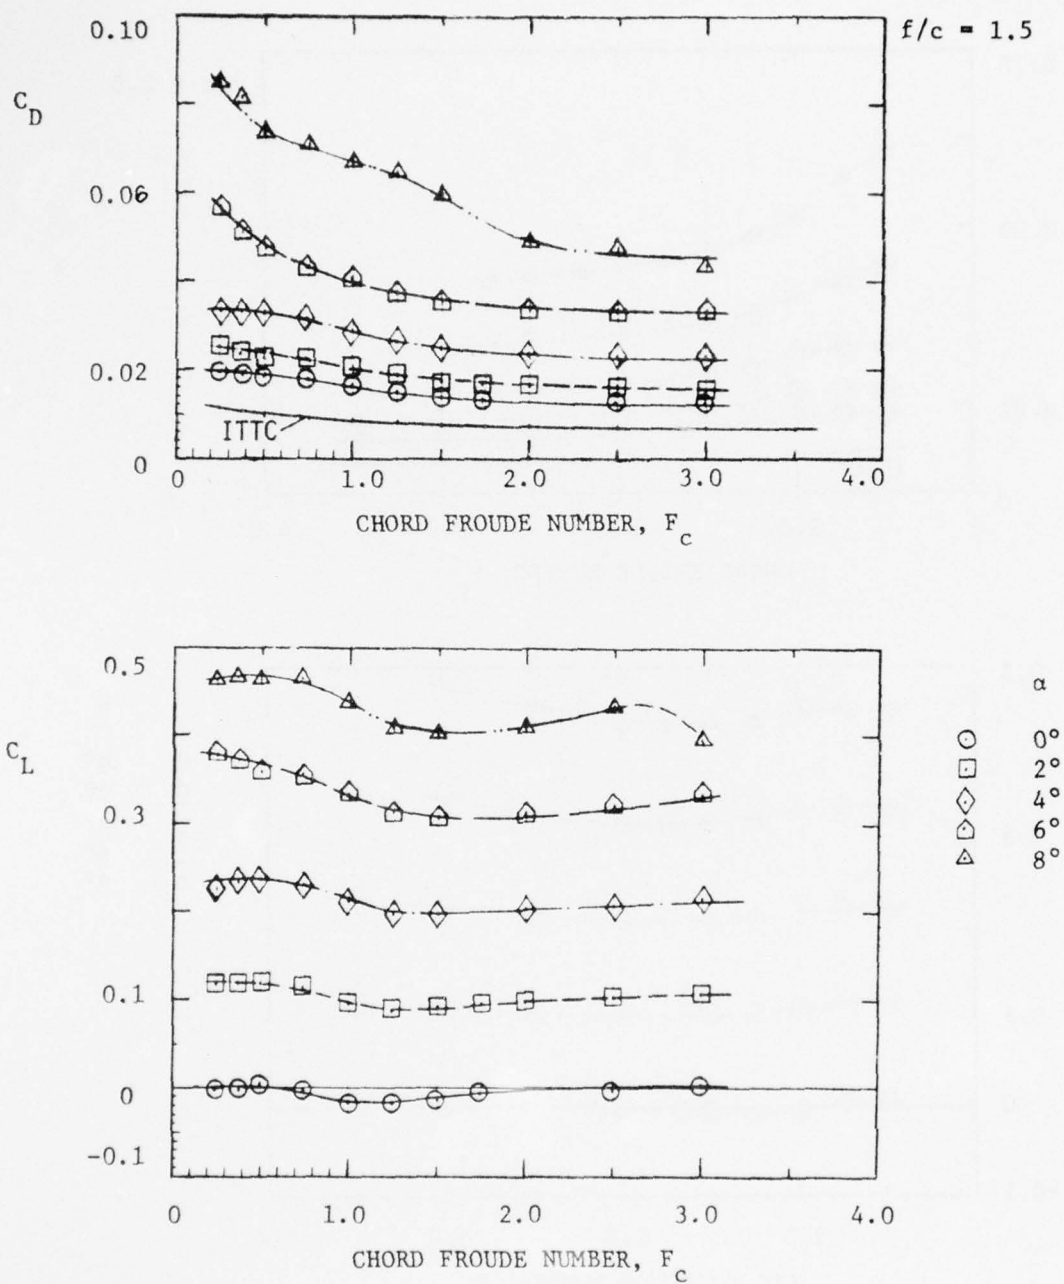 f/c = 1.5
0.10
C_D
0.06
0.02
0
ITTC
0 1.0 2.0 3.0 4.0
CHORD FROUDE NUMBER, F_c
0.5
C_L
0.3
0.1
0
-0.1
0 1.0 2.0 3.0 4.0
CHORD FROUDE NUMBER, F_c
α
0°
2°
4°
6°
8°